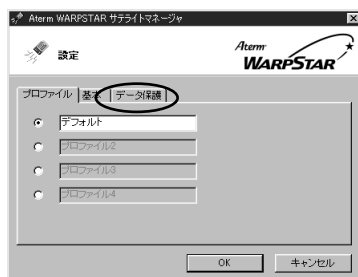 Aterm WARPSTAR サテライトマネージャ
設定
Aterm
WARPSTAR
プロファイル 基本 データ保護
デフォルト
プロファイル2
プロファイル3
プロファイル4
OK キャンセル